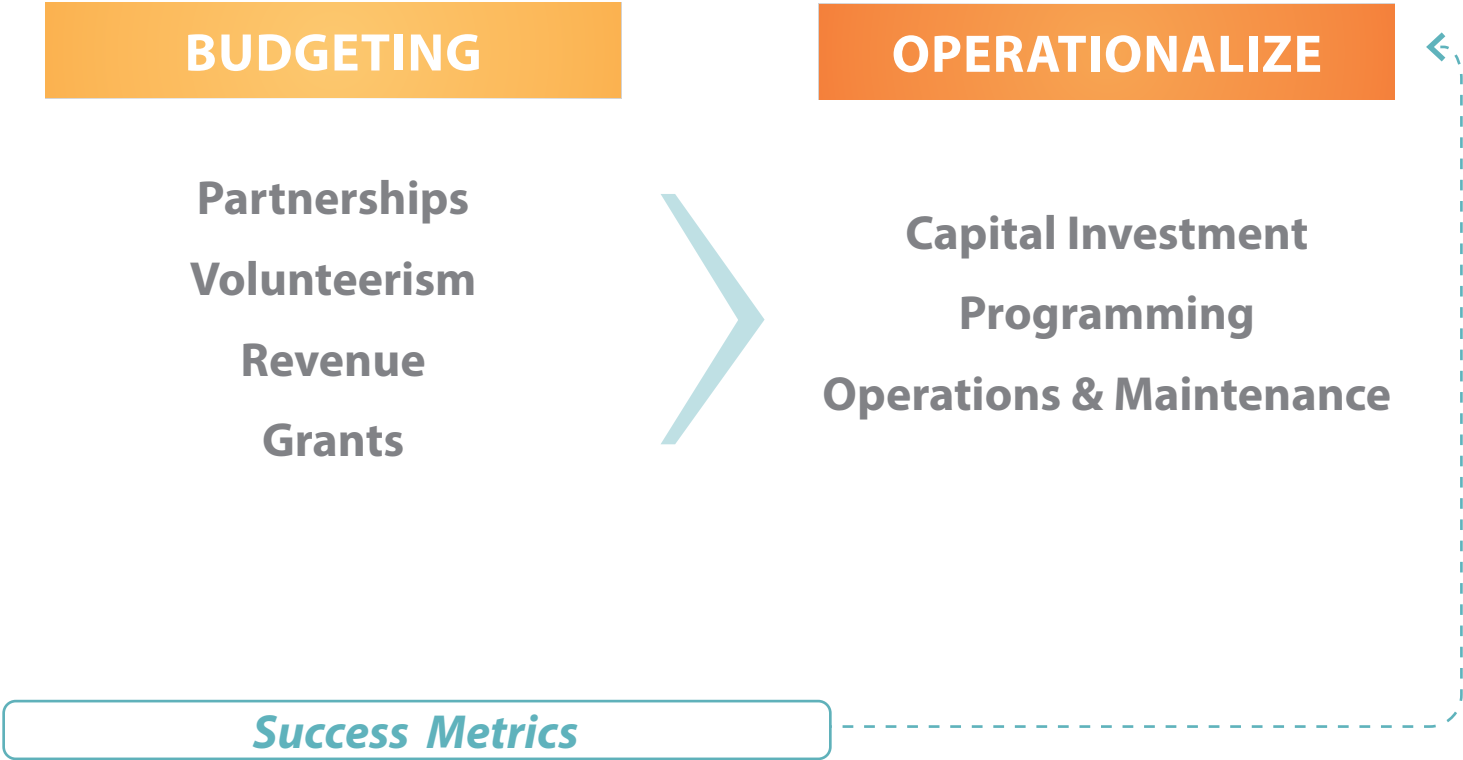 BUDGETING
Partnerships
Volunteerism
Revenue
Grants
OPERATIONALIZE
Capital Investment
Programming
Operations & Maintenance
Success Metrics